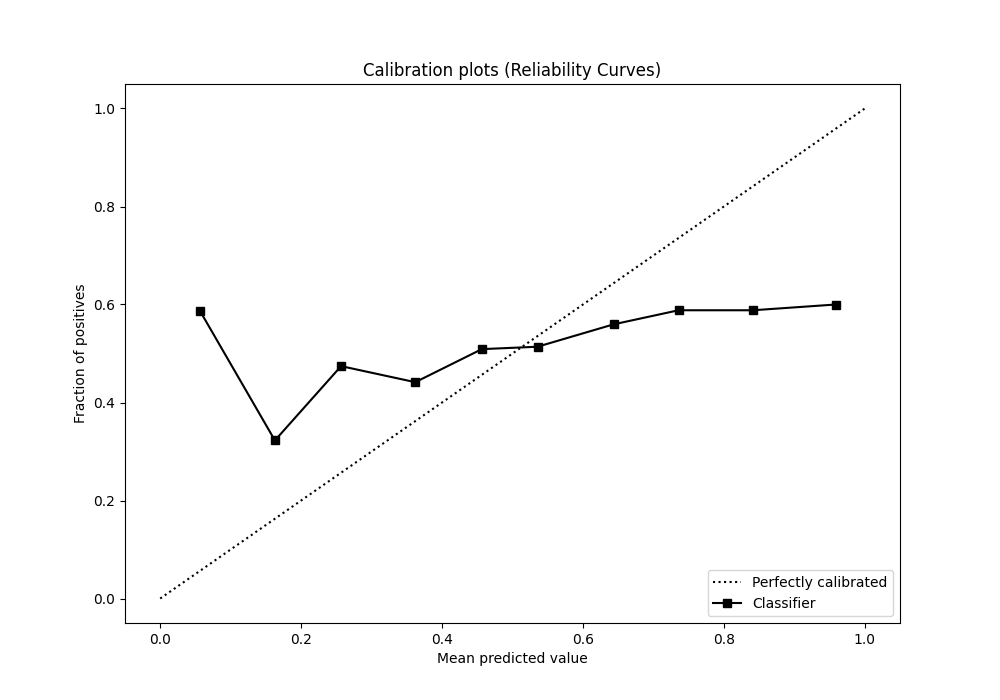 Calibration plots (Reliability Curves)
1.0
0.8
0.6
0.4
0.2
0.0
Fraction of positives
0.0 0.2 0.4 0.6 0.8 1.0
Mean predicted value
Perfectly calibrated
Classifier